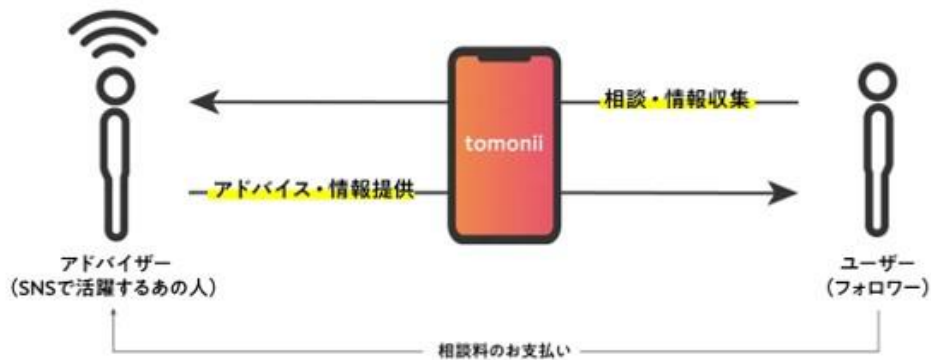 相談・情報収集
tomonii
アドバイス・情報提供
アドバイザー
(SNSで活躍するあの人)
ユーザー
(フォロワー)
相談料のお支払い